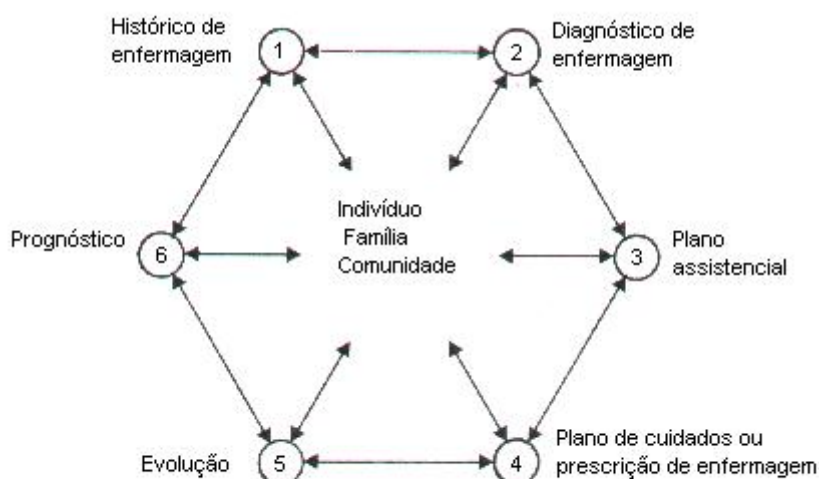 Histórico de
enfermagem
1
2
Diagnóstico de
enfermagem
Indivíduo
Família
Comunidade
Prognóstico
6
3
Plano
assistencial
Evolução
5
4
Plano de cuidados ou
prescrição de enfermagem